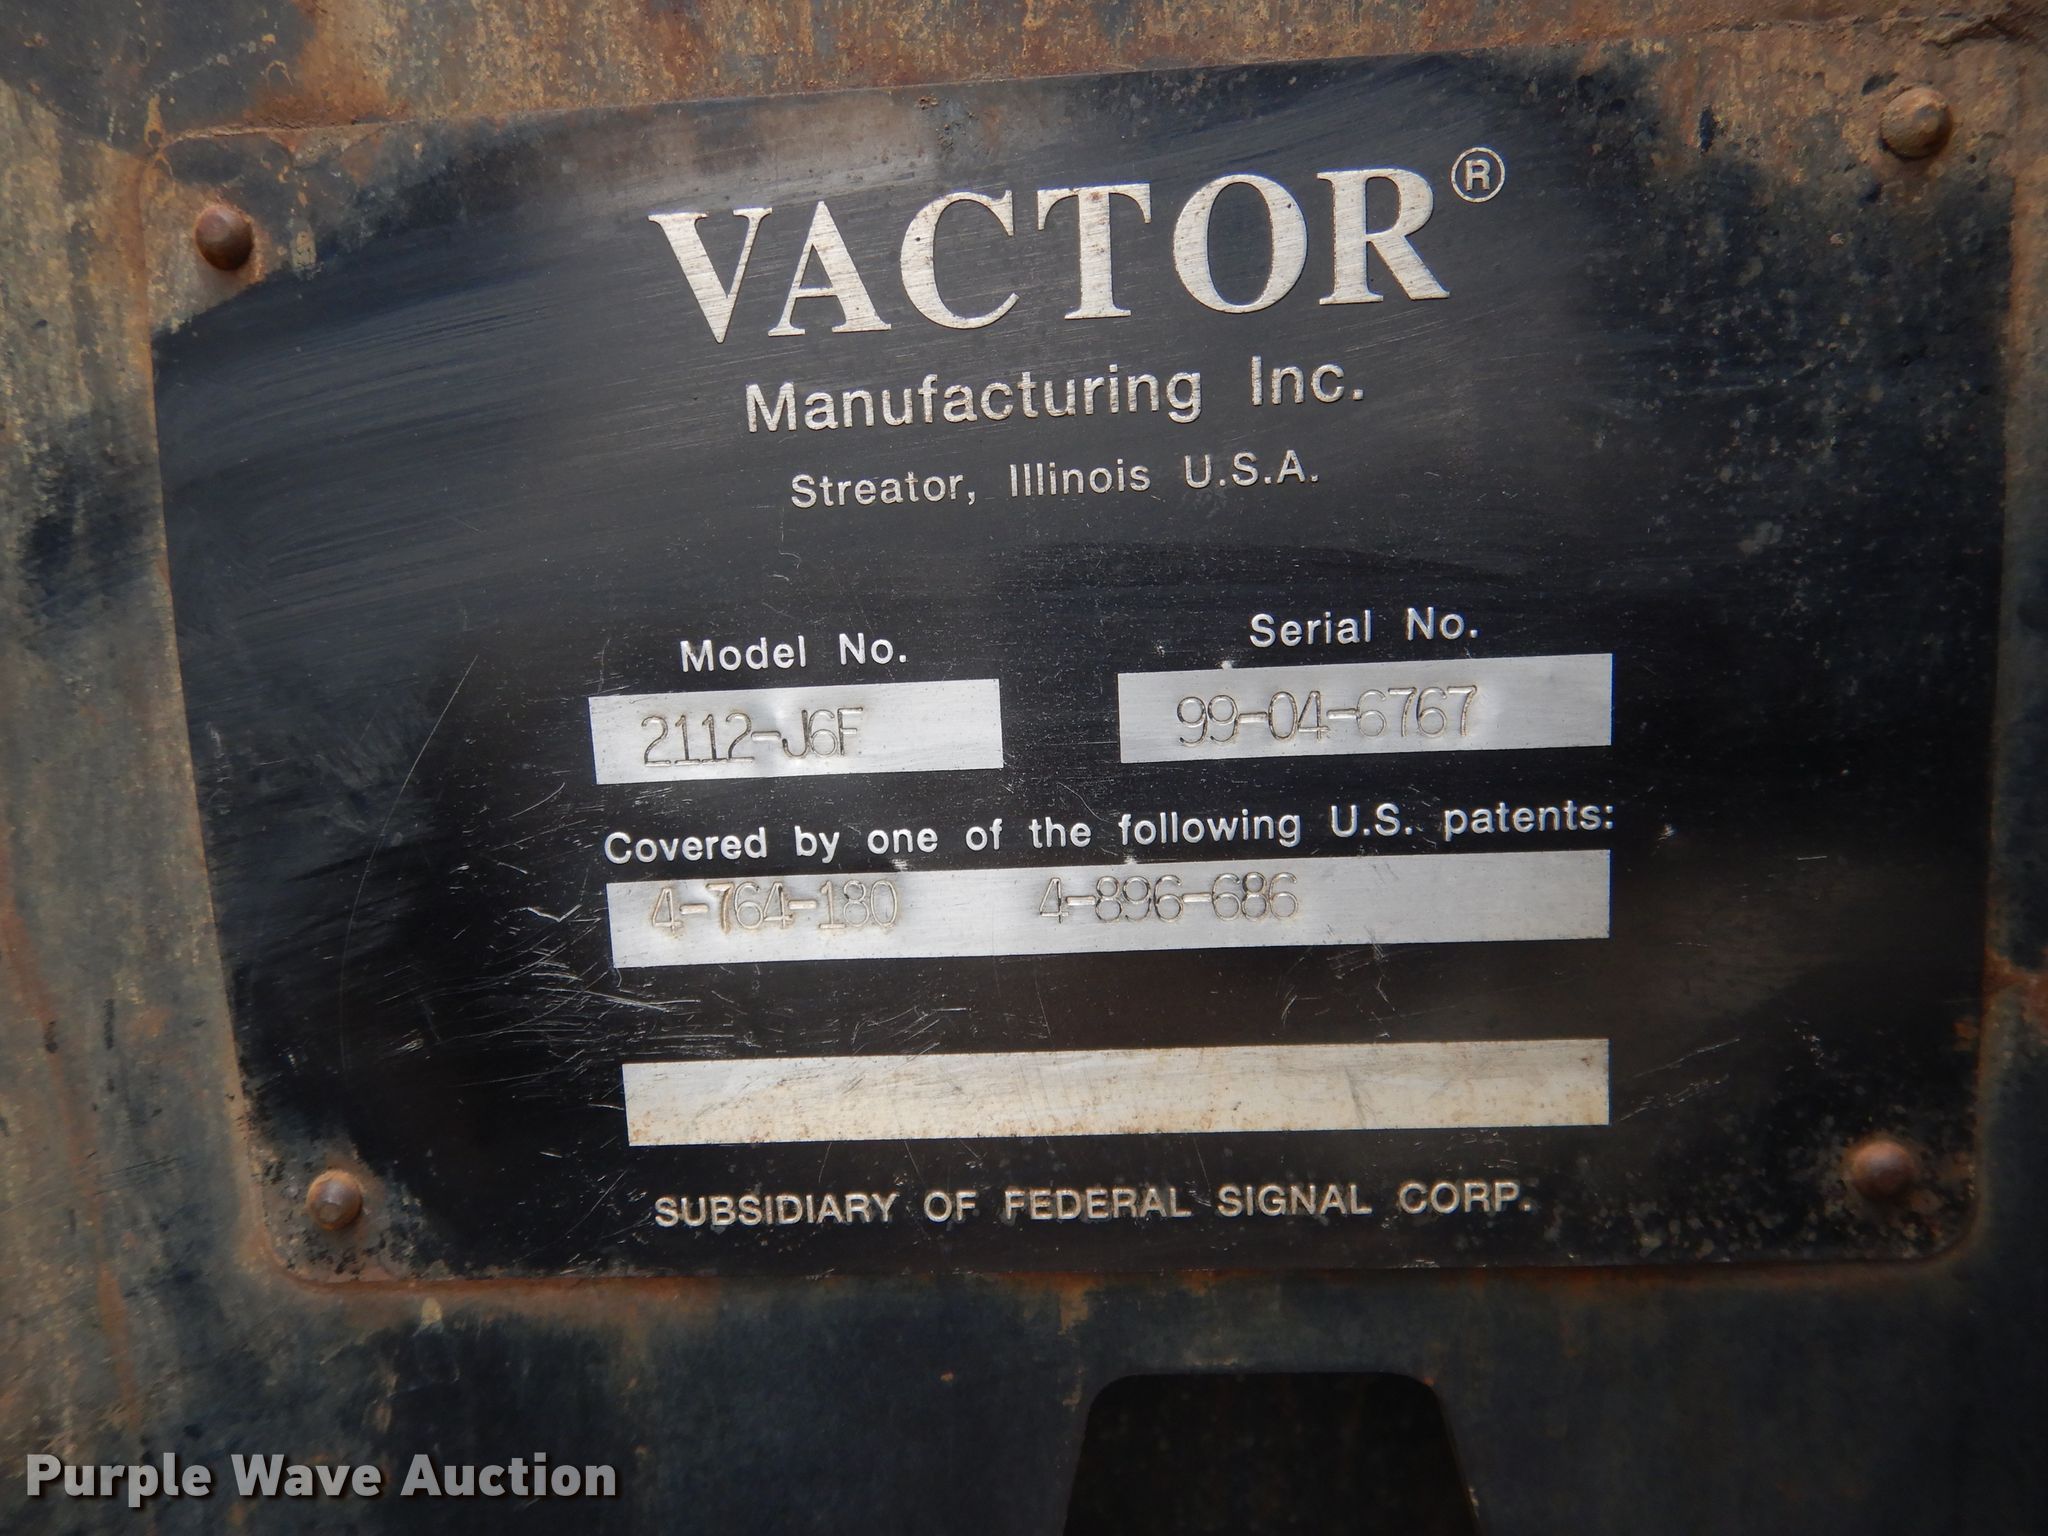 VACTOR®
Manufacturing Inc.
Streator, Illinois U.S.A.
Model No. Serial No.
2112-J6F 99-04-6767
Covered by one of the following U.S. patents:
4-764-180 4-896-686
SUBSIDIARY OF FEDERAL SIGNAL CORP.
Purple Wave Auction